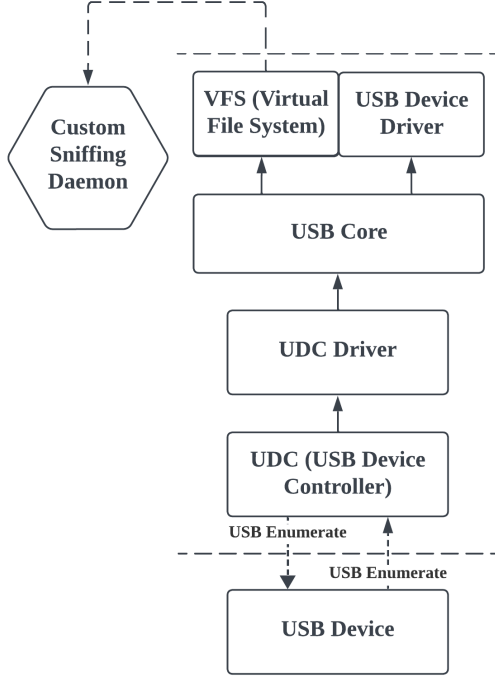 VFS (Virtual
File System)
USB Device
Driver
Custom
Sniffing
Daemon
USB Core
UDC Driver
UDC (USB Device
Controller)
USB Enumerate
USB Enumerate
USB Device